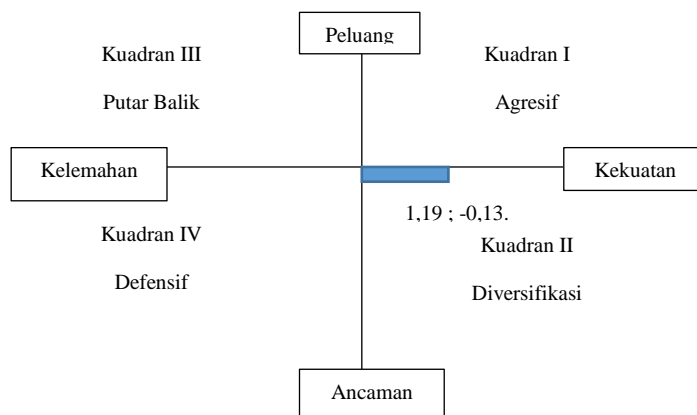 Peluang
Kuadran III
Kuadran I
Putar Balik
Agresif
Kelemahan
Kekuatan
1,19 ; -0,13.
Kuadran IV
Kuadran II
Defensif
Diversifikasi
Ancaman